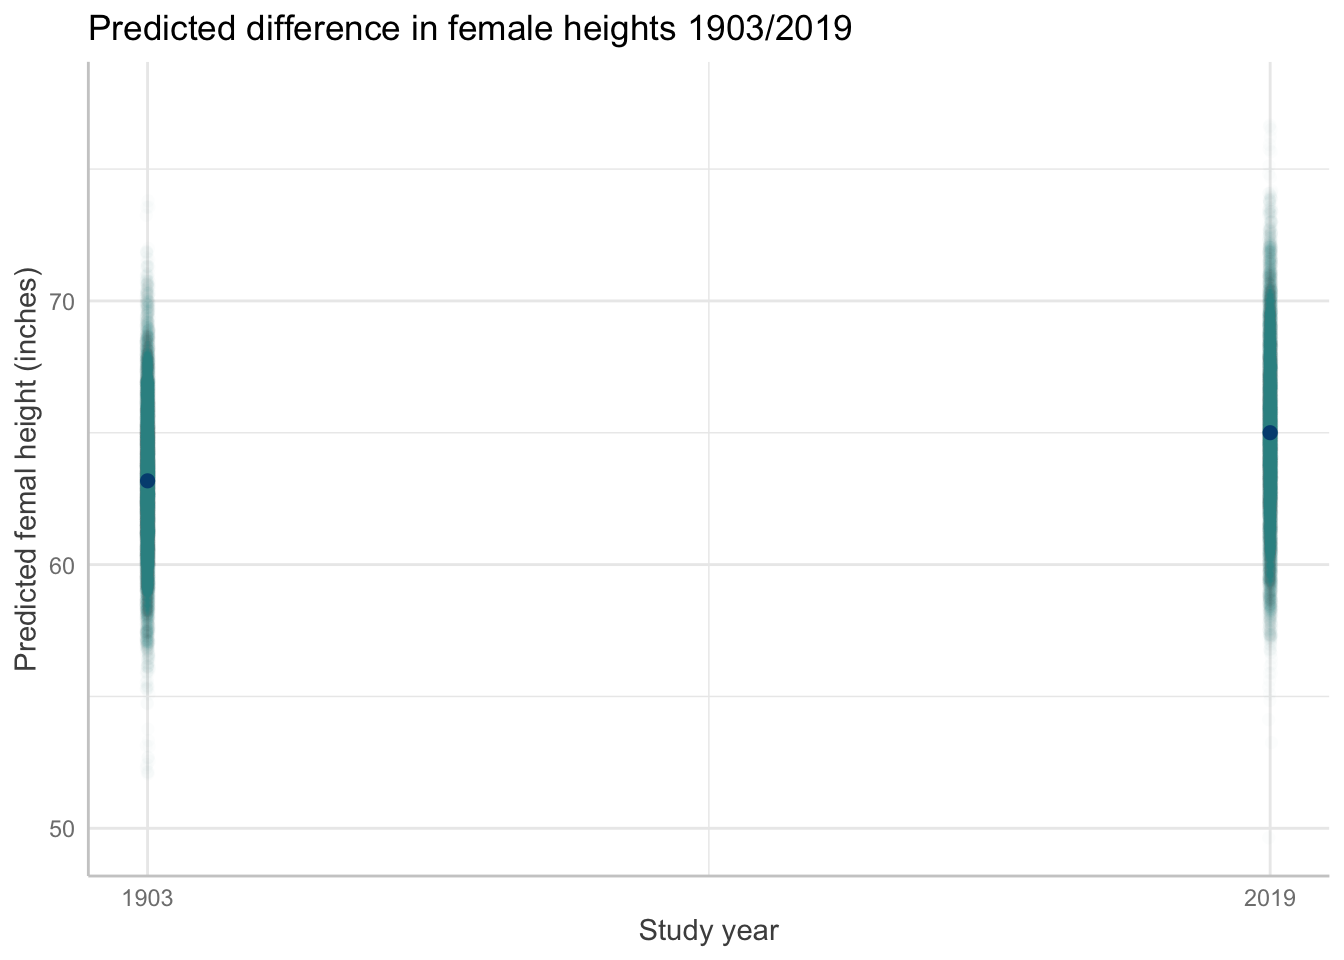 Predicted difference in female heights 1903/2019
Predicted femal height (inches)
70
60
50
1903
2019
Study year